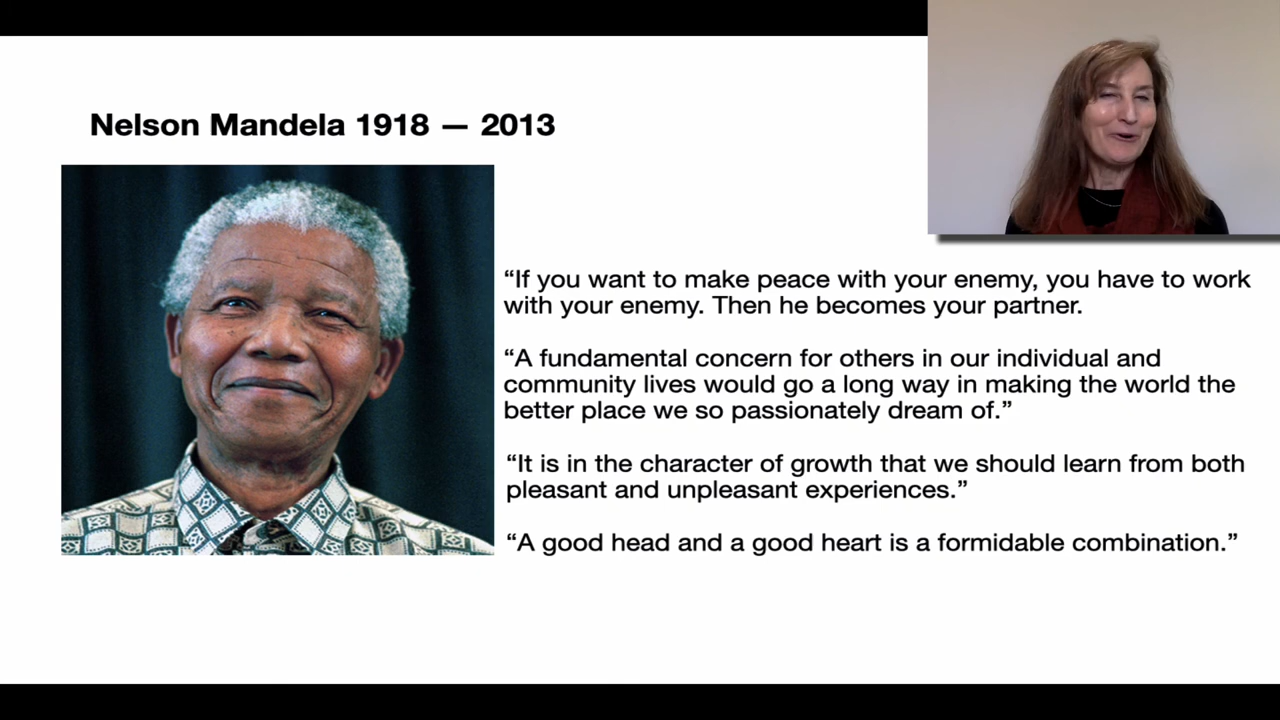 Nelson Mandela 1918 — 2013
“If you want to make peace with your enemy, you have to work
with your enemy. Then he becomes your partner.
“A fundamental concern for others in our individual and
community lives would go a long way in making the world the
better place we so passionately dream of.”
“It is in the character of growth that we should learn from both
pleasant and unpleasant experiences.”
“A good head and a good heart is a formidable combination.”